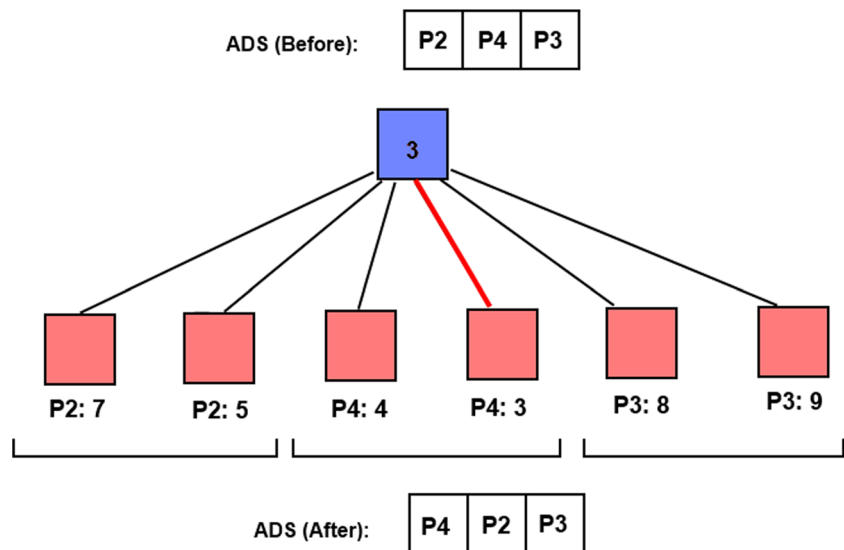 ADS (Before): P2 P4 P3
3
P2: 7 P2: 5 P4: 4 P4: 3 P3: 8 P3: 9
ADS (After): P4 P2 P3